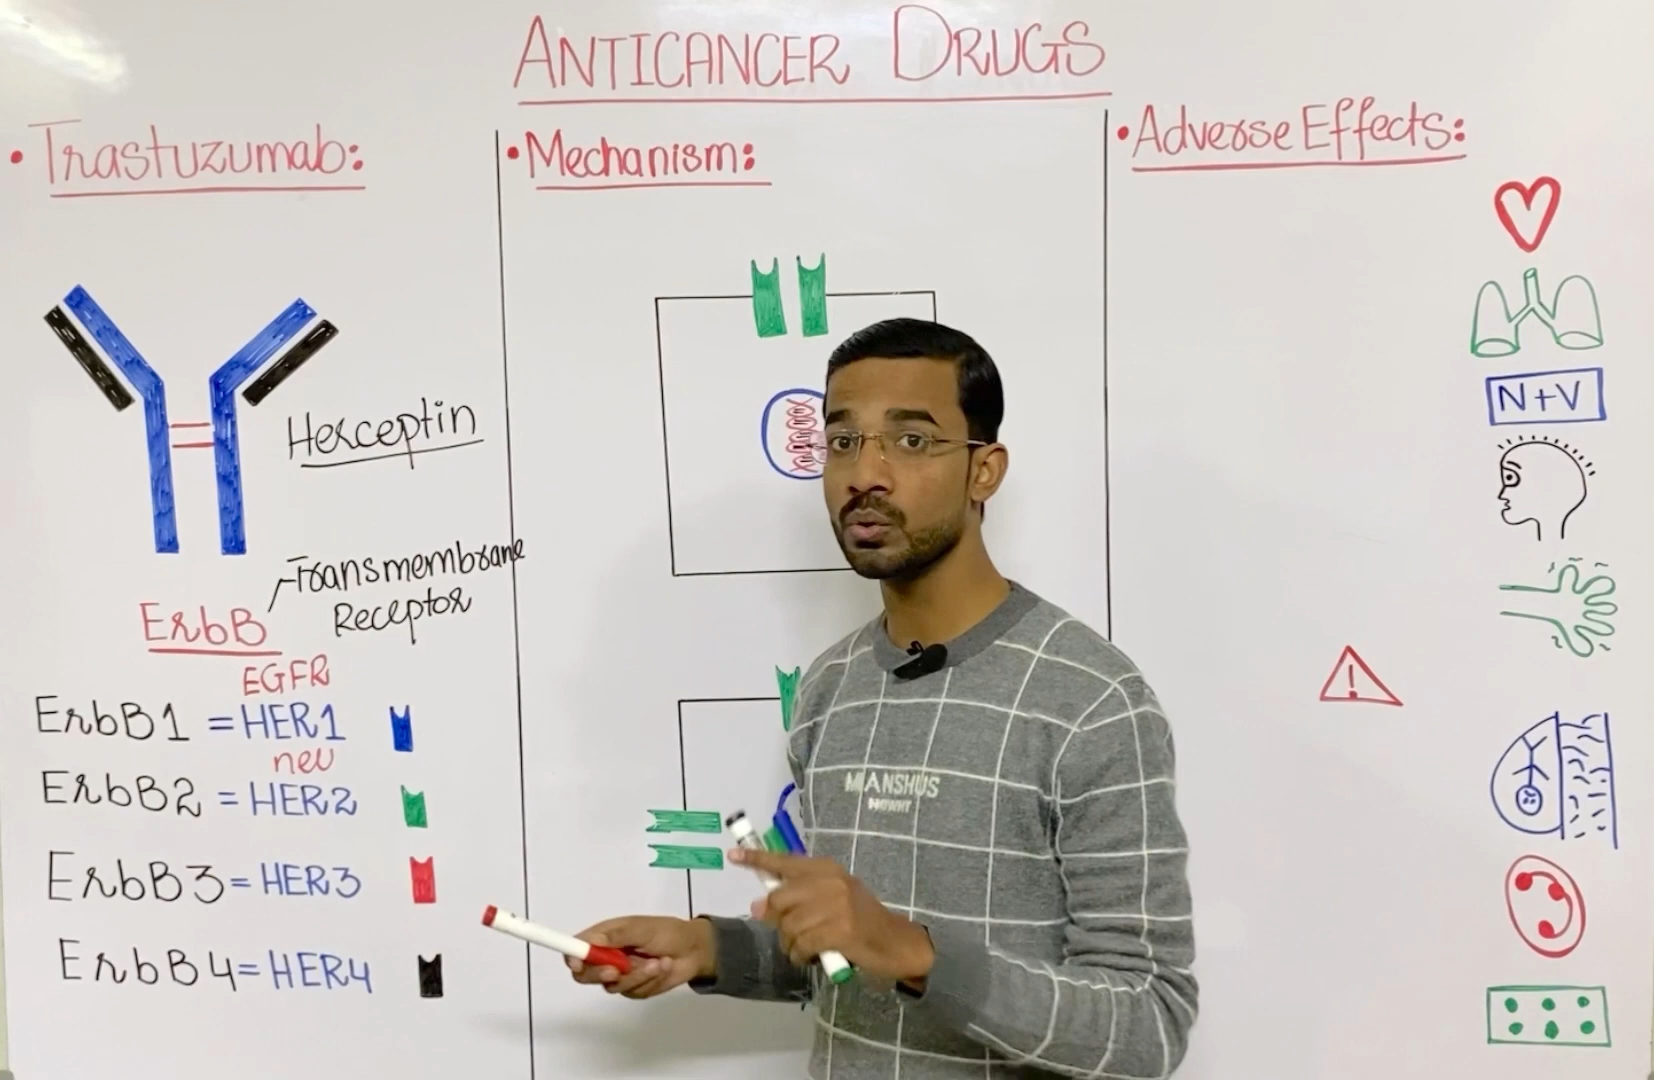 ANTICANCER DRUGS
• Trastuzumab:
Herceptin
Transmembrane
Receptor
ErbB
EGFR
ErbB1 = HER1
neu
ErbB2 = HER2
ErbB3 = HER3
ErbB4 = HER4
• Mechanism:
• Adverse Effects:
N+V
!